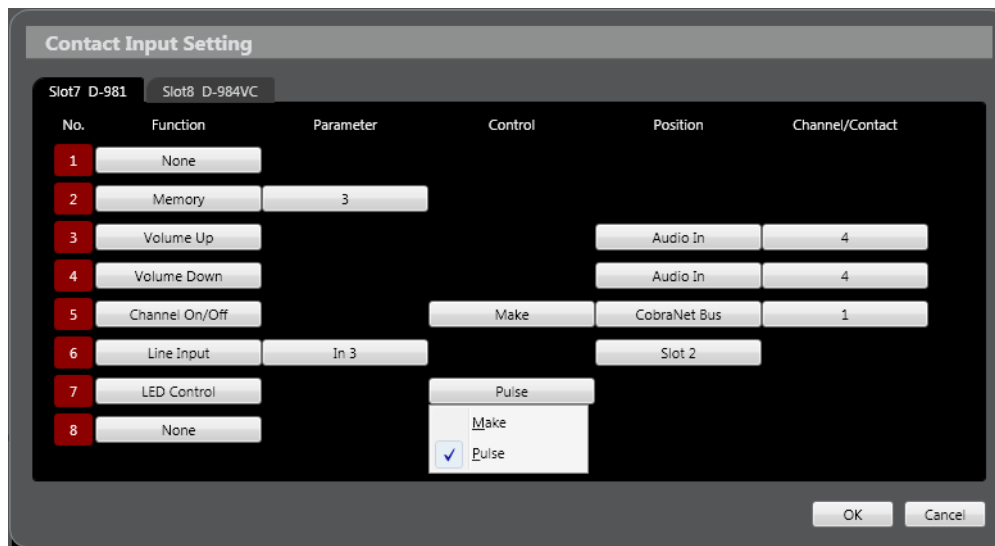 Contact Input Setting
Slot7 D-981 Slot8 D-984VC
No. Function Parameter Control Position Channel/Contact
1 None
2 Memory 3
3 Volume Up Audio In 4
4 Volume Down Audio In 4
5 Channel On/Off Make CobraNet Bus 1
6 Line Input In 3 Slot 2
7 LED Control Pulse
Make
8 None
✓ Pulse
OK Cancel